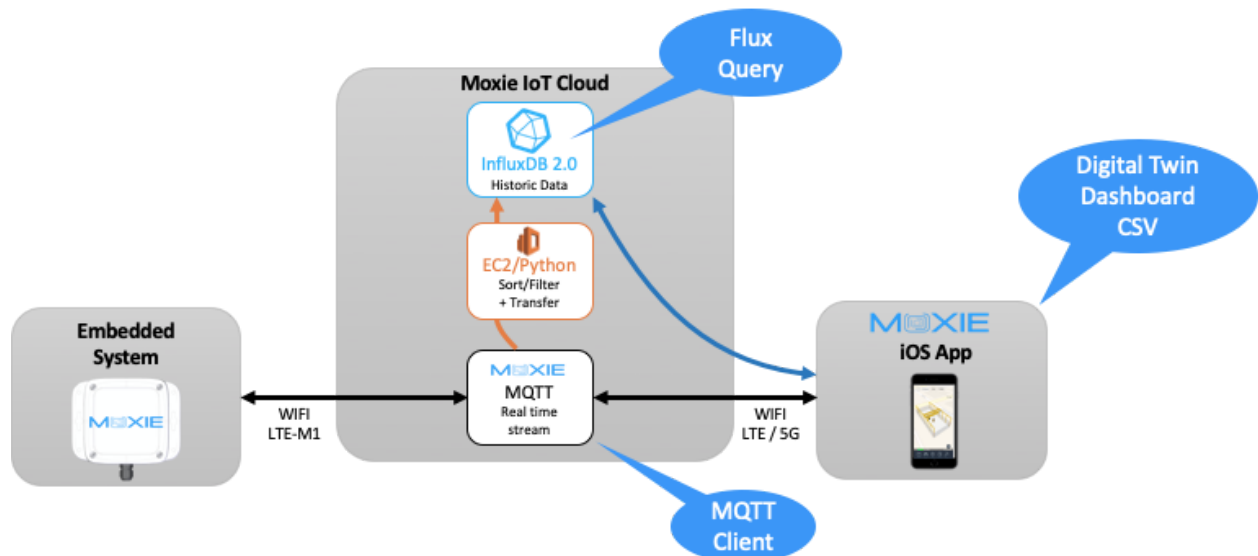 Flux
Query
Moxie IoT Cloud
InfluxDB 2.0
Historic Data
Digital Twin
Dashboard
CSV
EC2/Python
Sort/Filter
+ Transfer
Embedded
System
MOXIE
WIFI
LTE-M1
MOXIE
MQTT
Real time
stream
WIFI
LTE / 5G
MOXIE
iOS App
MQTT
Client